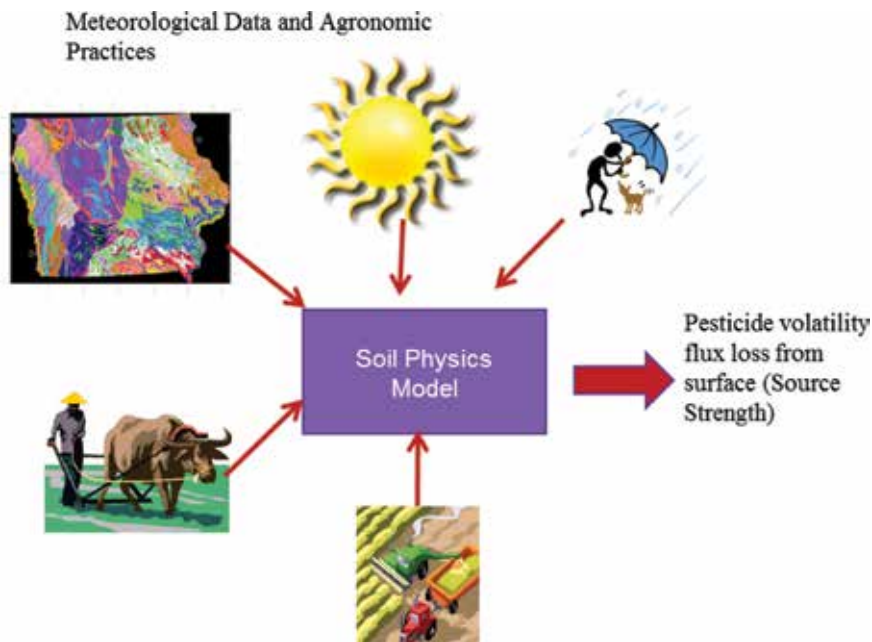 Meteorological Data and Agronomic
Practices
Soil Physics
Model
Pesticide volatility
flux loss from
surface (Source
Strength)